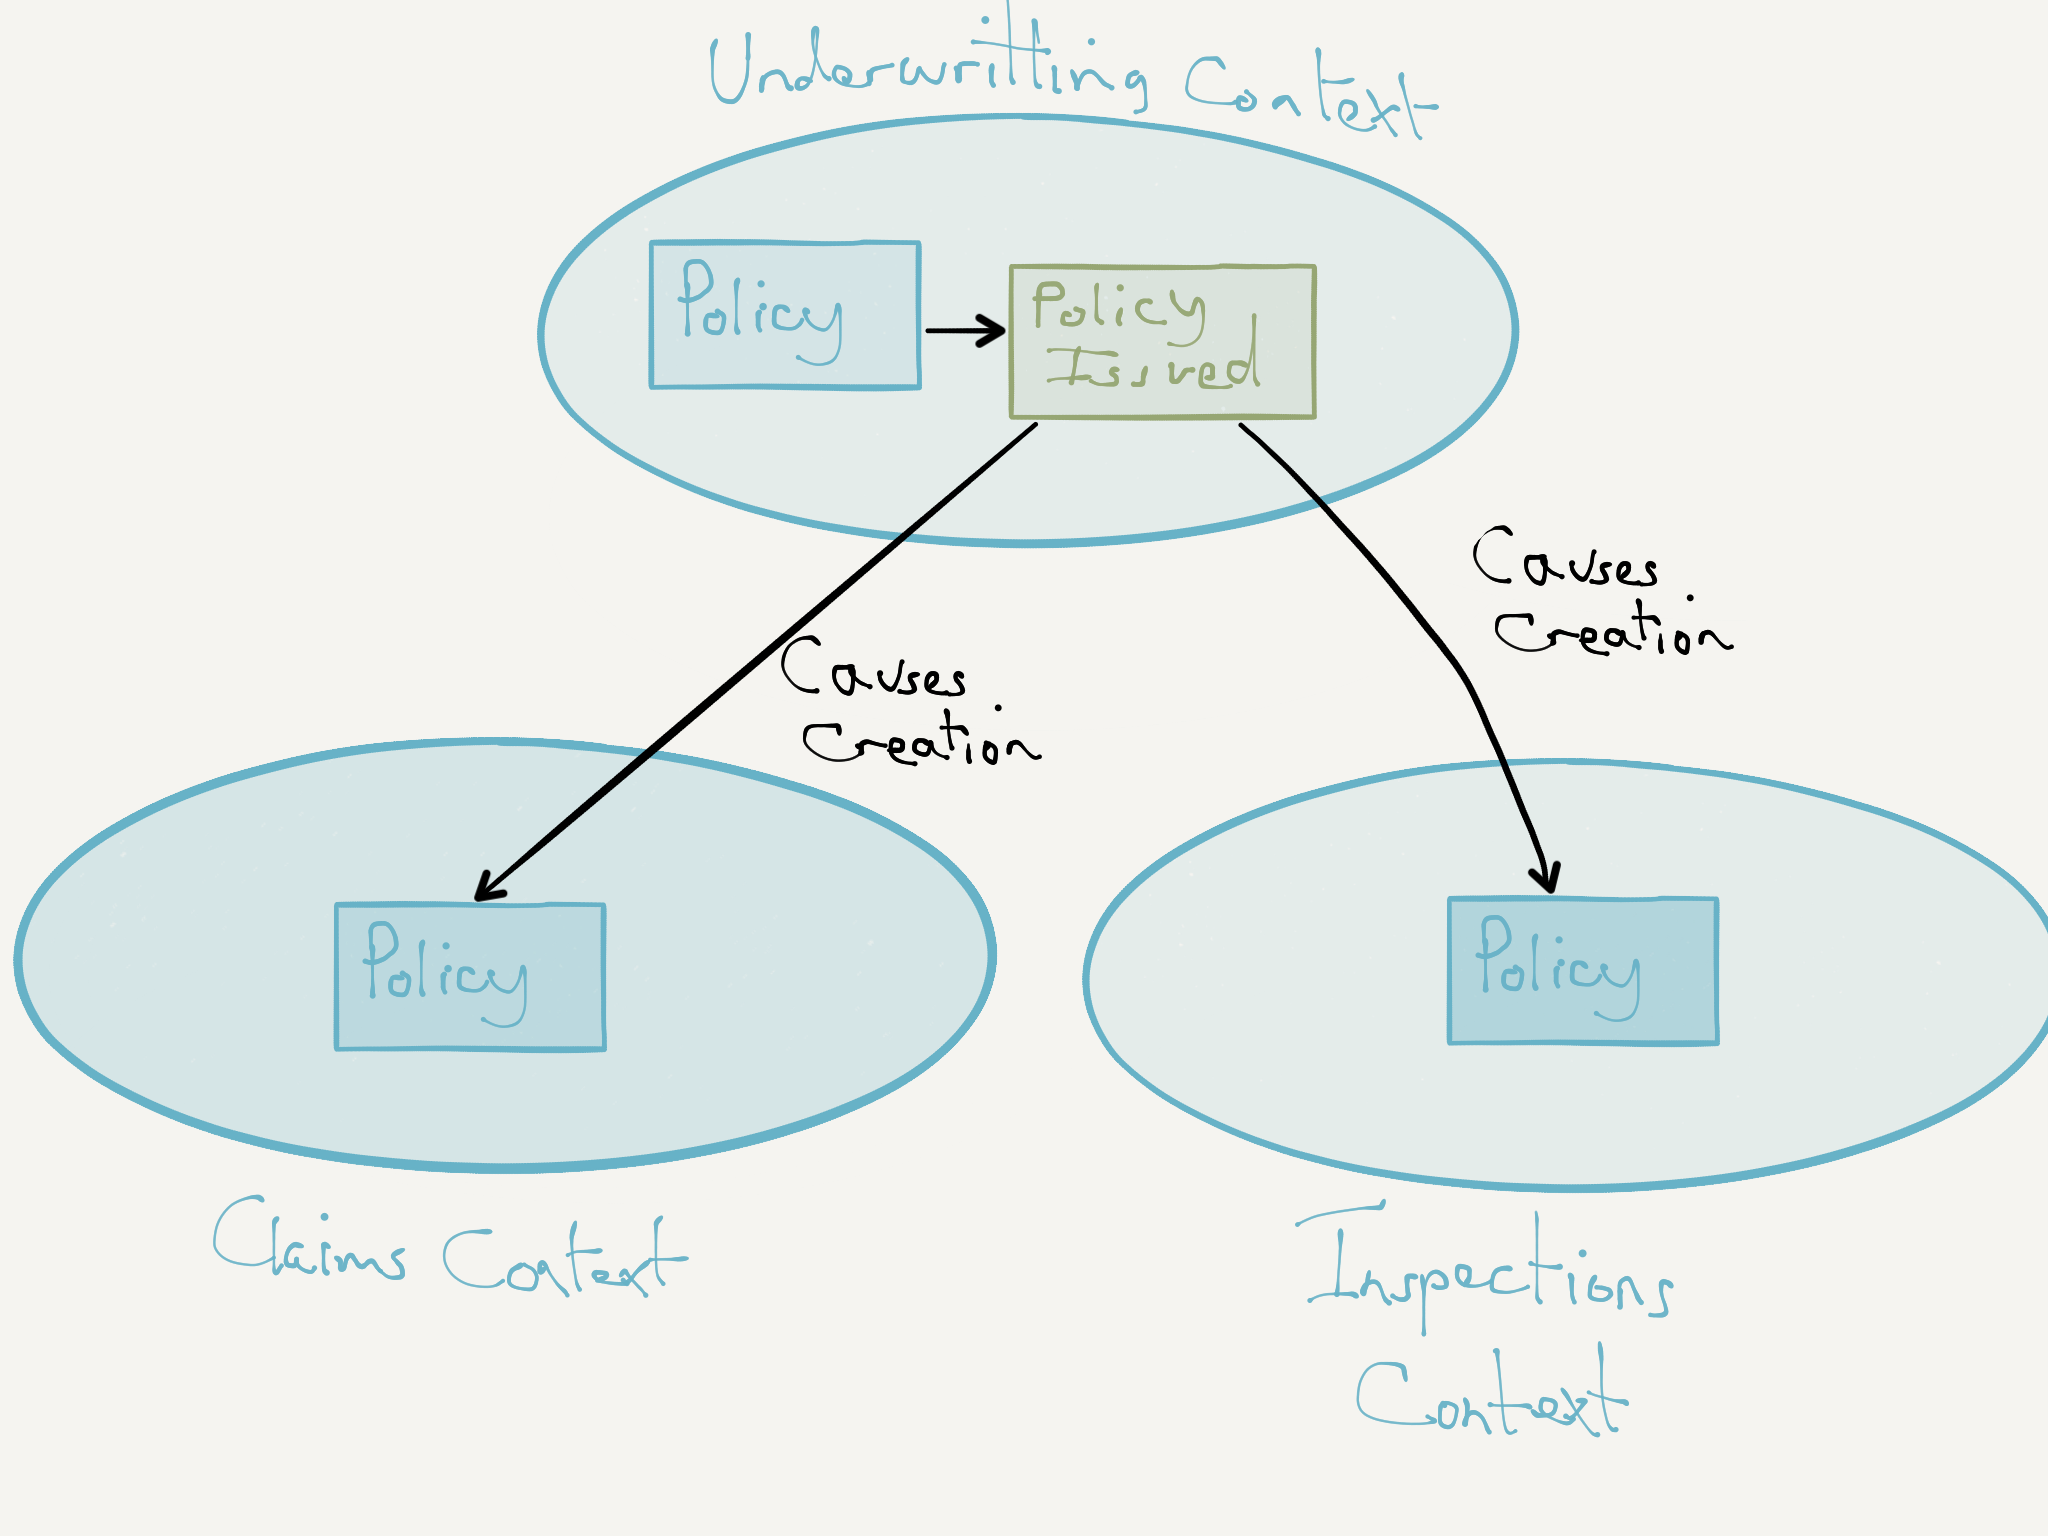 Underwritting Context
Policy
Policy
Issued
Causes
creation
Causes
creation
Policy
Policy
Claims Context
Inspections
Context